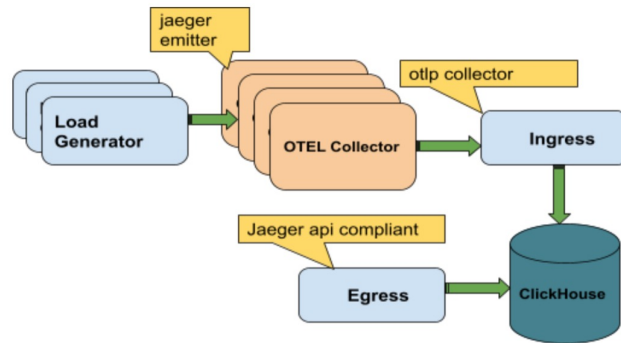 jaeger
emitter
otlp collector
Load
Generator
OTEL Collector
Ingress
Jaeger api compliant
Egress
ClickHouse